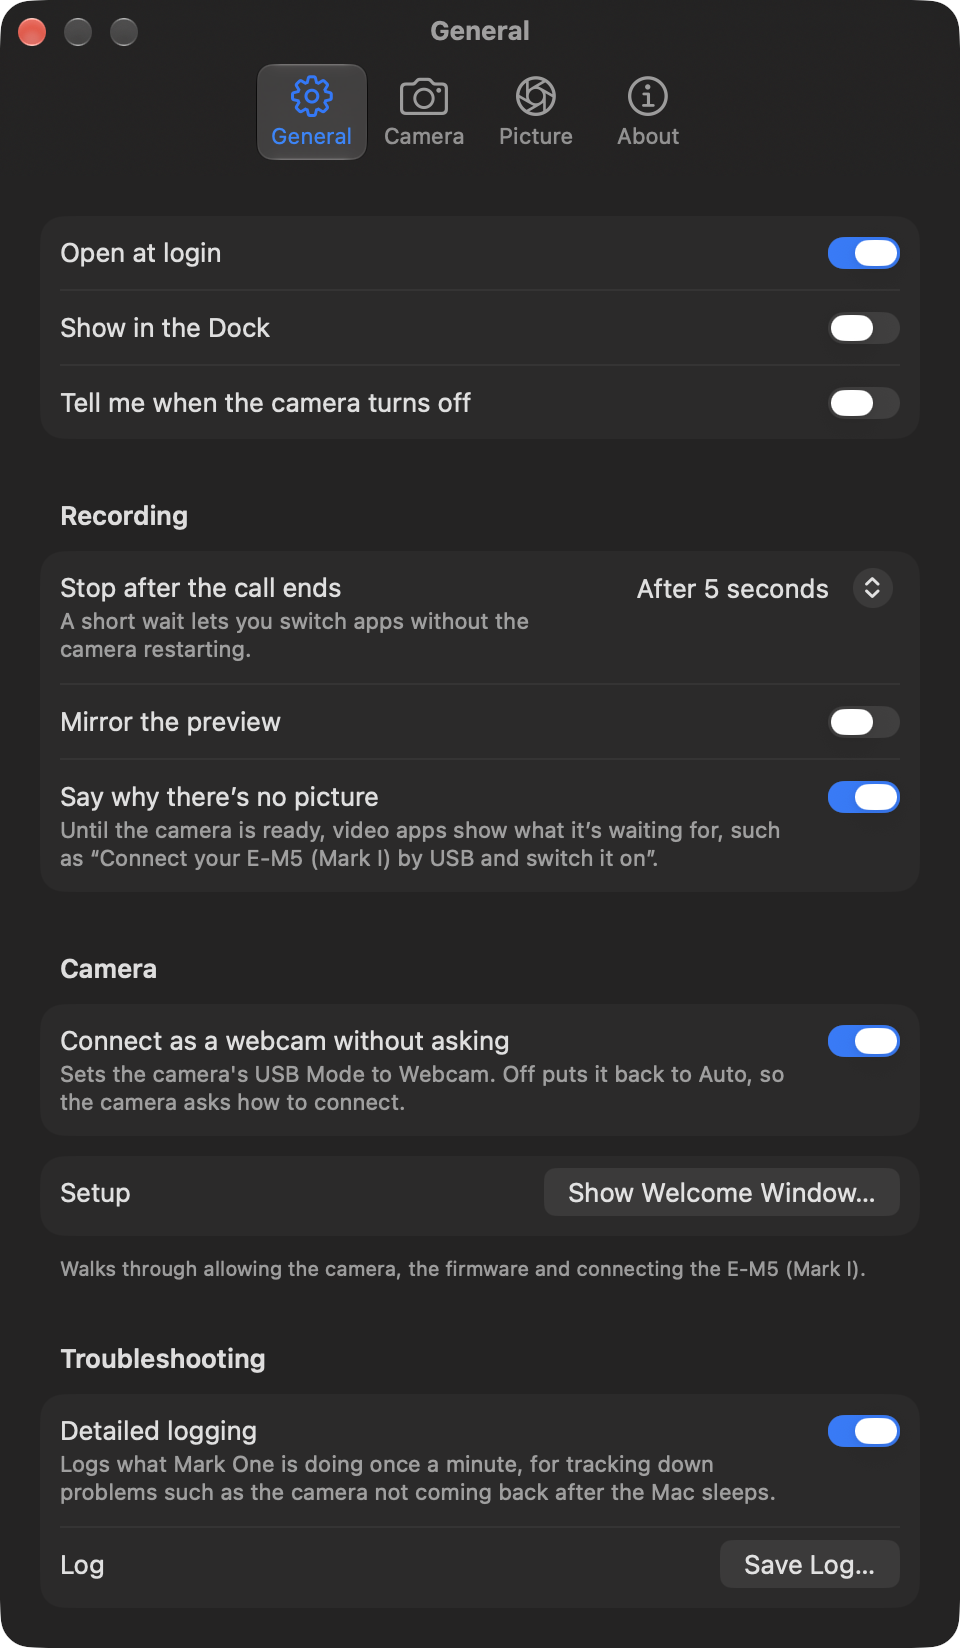 General
General
Camera
Picture
About
Open at login
Show in the Dock
Tell me when the camera turns off
Recording
Stop after the call ends
After 5 seconds
A short wait lets you switch apps without the
camera restarting.
Mirror the preview
Say why there’s no picture
Until the camera is ready, video apps show what it’s waiting for, such
as “Connect your E-M5 (Mark I) by USB and switch it on”.
Camera
Connect as a webcam without asking
Sets the camera's USB Mode to Webcam. Off puts it back to Auto, so
the camera asks how to connect.
Setup
Show Welcome Window...
Walks through allowing the camera, the firmware and connecting the E-M5 (Mark I).
Troubleshooting
Detailed logging
Logs what Mark One is doing once a minute, for tracking down
problems such as the camera not coming back after the Mac sleeps.
Log
Save Log...